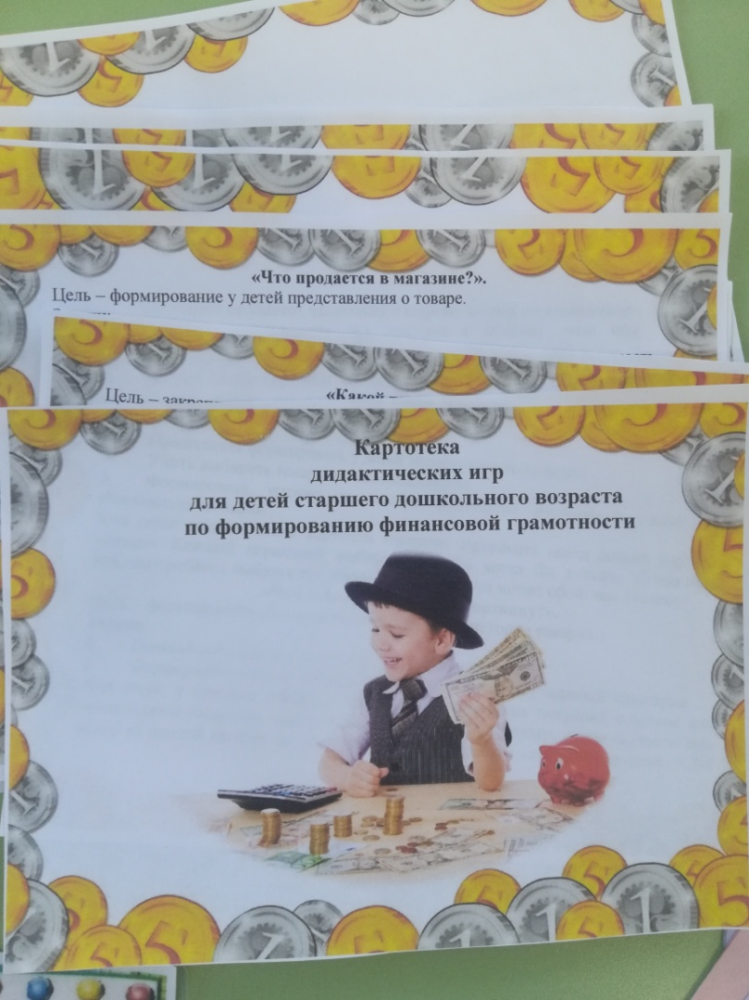 «Что продается в магазине?».
Цель – формирование у детей представления о товаре.
«Какой
Цель –
Картотека
дидактических игр
для детей старшего дошкольного возраста
по формированию финансовой грамотности